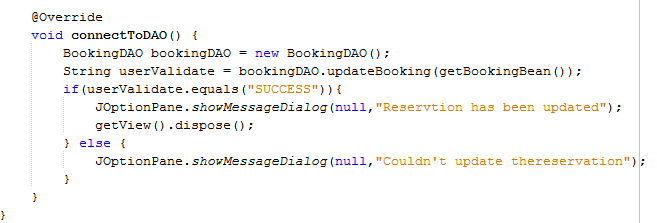 @Override
void connectToDAO() {
BookingDAO bookingDAO = new BookingDAO();
String userValidate = bookingDAO.updateBooking(getBookingBean());
if(userValidate.equals("SUCCESS")){
JOptionPane.showMessageDialog(null,"Reservtion has been updated");
getView().dispose();
} else {
JOptionPane.showMessageDialog(null,"Couldn't update thereservation");
}
}
}